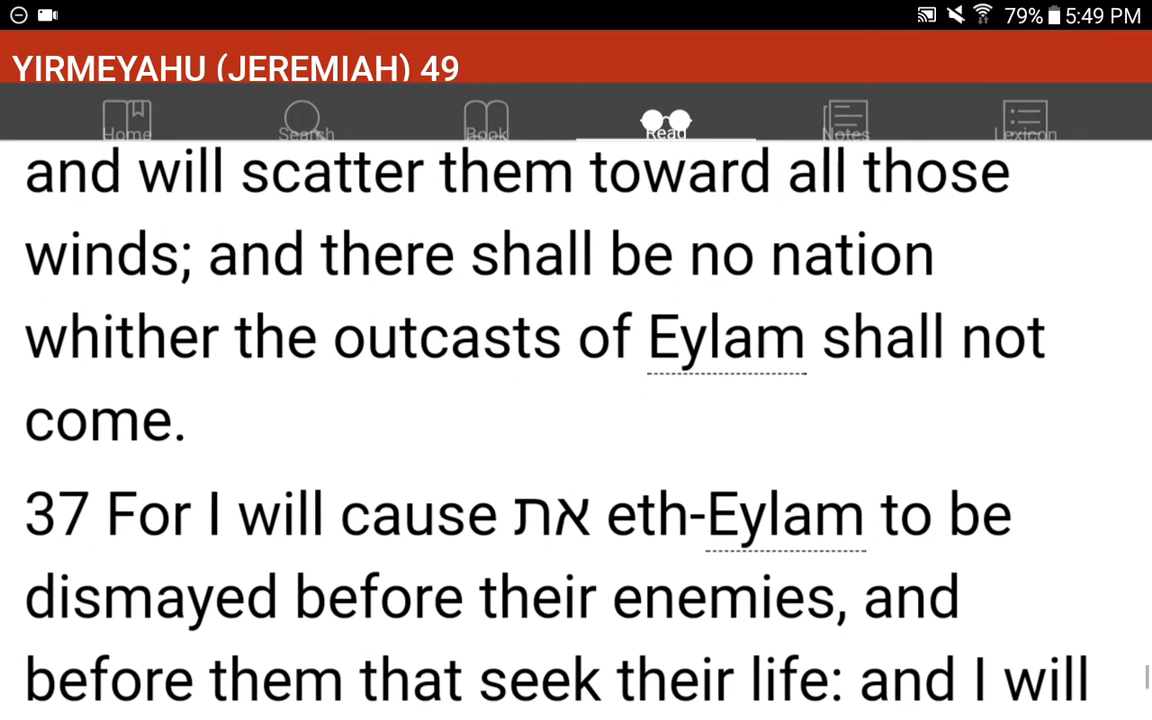 79% 5:49 PM
YIRMEYAHU (JEREMIAH) 49
Home Search Book Read Notes Lexicon
and will scatter them toward all those
winds; and there shall be no nation
whither the outcasts of Eylam shall not
come.
37 For I will cause את eth-Eylam to be
dismayed before their enemies, and
before them that seek their life: and I will